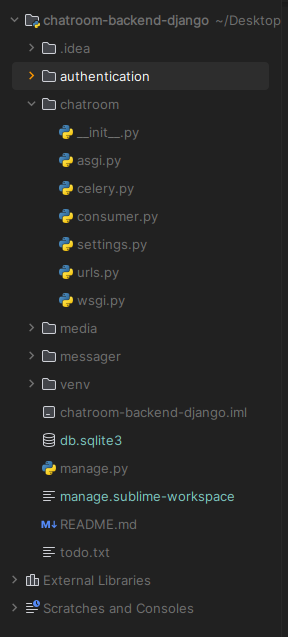 chatroom-backend-django ~/Desktop
.idea
authentication
chatroom
__init__.py
asgi.py
celery.py
consumer.py
settings.py
urls.py
wsgi.py
media
messager
venv
chatroom-backend-django.iml
db.sqlite3
manage.py
manage.sublime-workspace
M↓ README.md
todo.txt
External Libraries
Scratches and Consoles